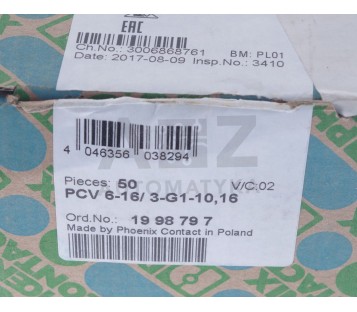 EAC
Ch.No.: 3006868761 BM: PL01
Date: 2017-08-09 Insp.No.: 3410
4 046356 038294
Pieces: 50 V/C:02
PCV 6-16/ 3-G1-10,16
Ord.No.: 19 98 79 7
Made by Phoenix Contact in Poland
AUTOMATYKA